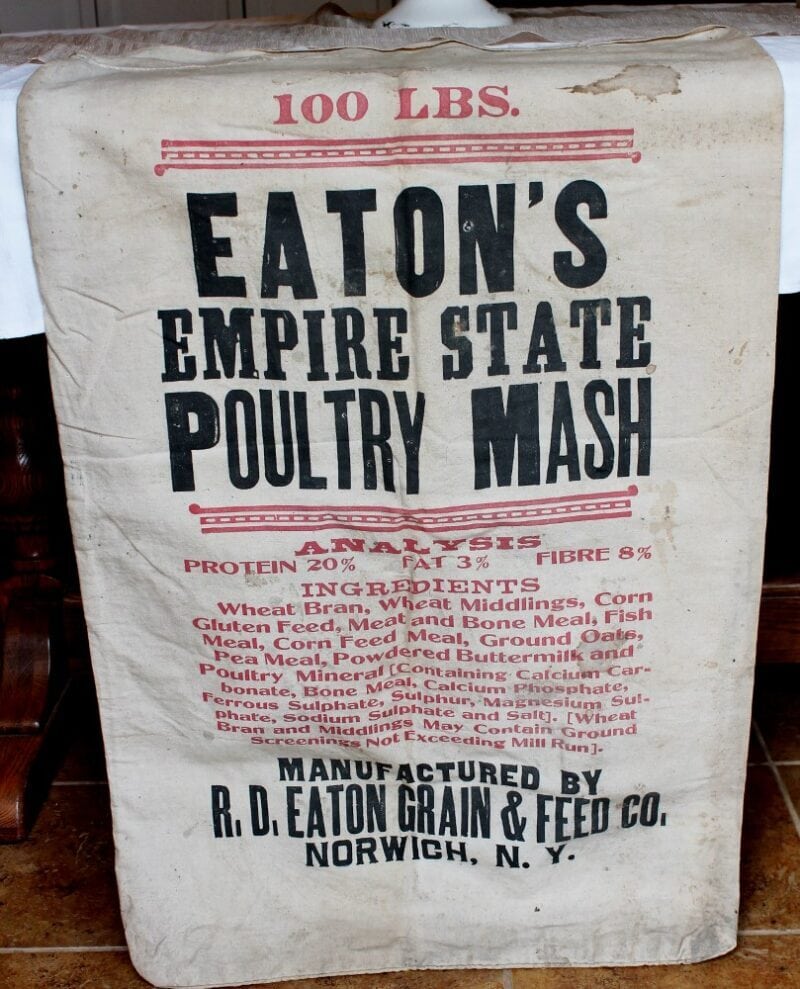 100 LBS.
EATON'S
EMPIRE STATE
POULTRY MASH
ANALYSIS
PROTEIN 20% FAT 3% FIBRE 8%
INGREDIENTS
Wheat Bran, Wheat Middlings, Corn
Gluten Feed, Meat and Bone Meal, Fish
Meal, Corn Feed Meal, Ground Oats,
Pea Meal, Powdered Buttermilk and
Poultry Mineral [Containing Calcium Car-
bonate, Bone Meal, Calcium Phosphate,
Ferrous Sulphate, Sulphur, Magnesium Sul-
phate, Sodium Sulphate and Salt]. [Wheat
Bran and Middlings May Contain Ground
Screenings Not Exceeding Mill Run].
MANUFACTURED BY
R. D. EATON GRAIN & FEED CO.
NORWICH, N. Y.